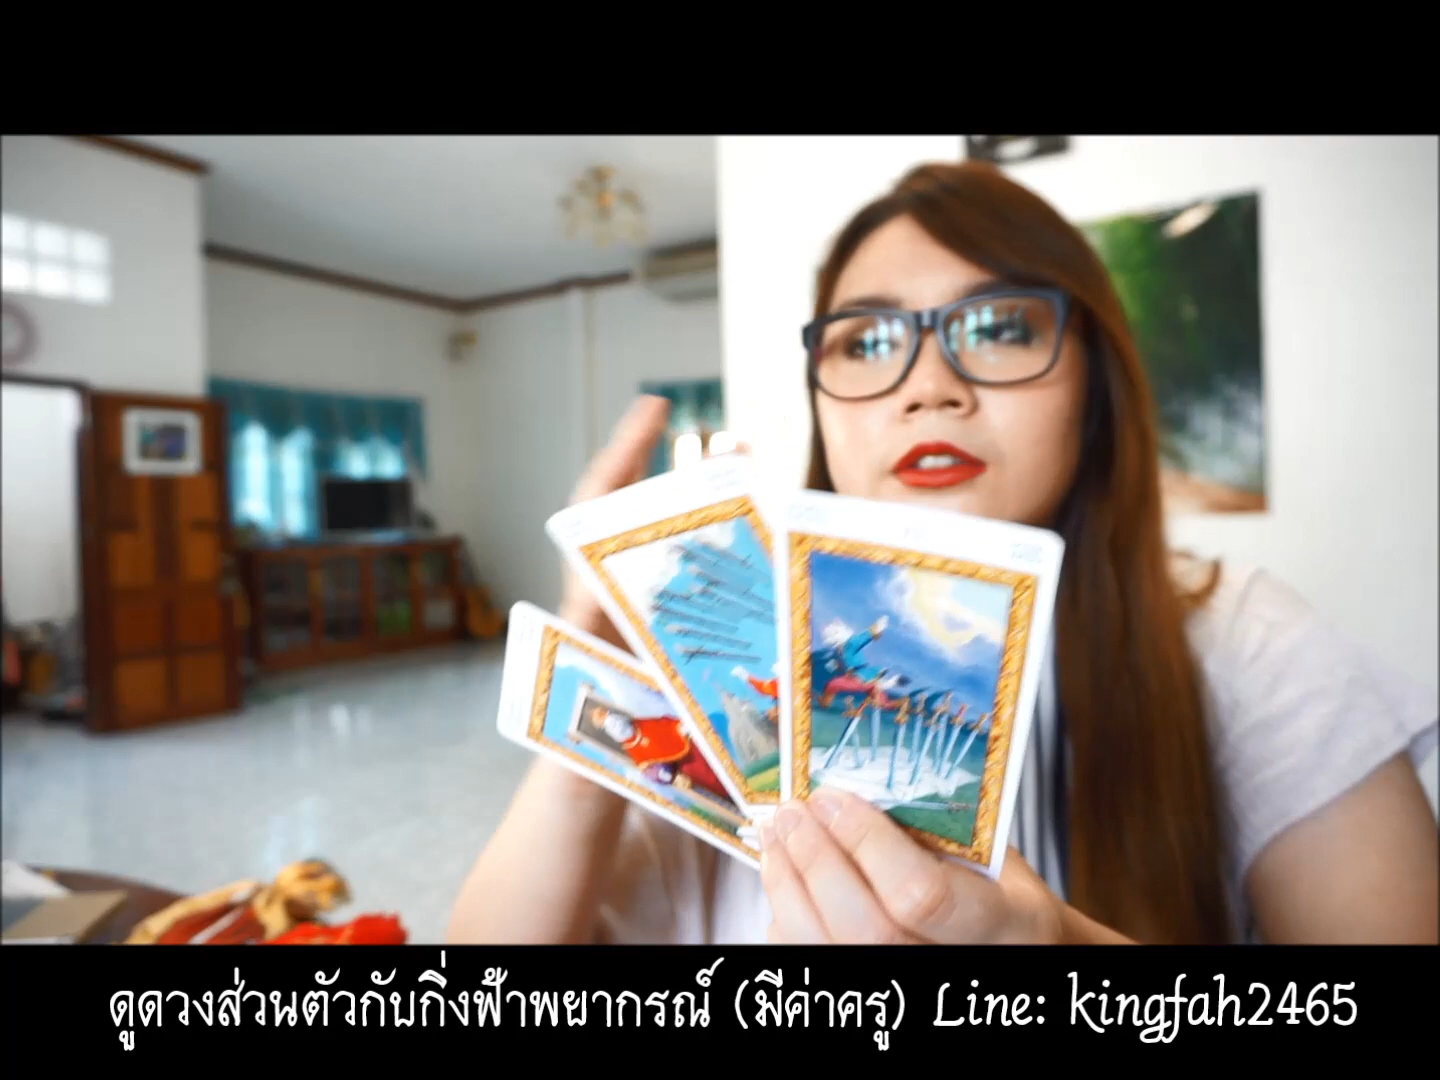 ดูดวงส่วนตัวกับกิ่งฟ้าพยากรณ์ (มีค่าครู) Line: kingfah2465